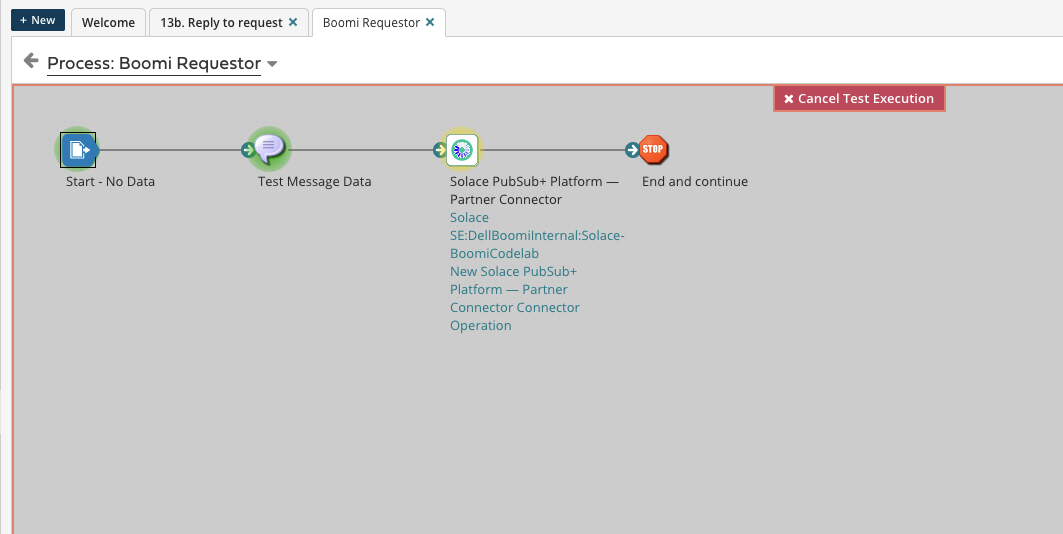 + New
Welcome
13b. Reply to request ×
Boomi Requestor ×
Process: Boomi Requestor
× Cancel Test Execution
Start - No Data
Test Message Data
Solace PubSub+ Platform —
Partner Connector
Solace
SE:DellBoomiInternal:Solace-
BoomiCodelab
New Solace PubSub+
Platform — Partner
Connector Connector
Operation
STOP
End and continue